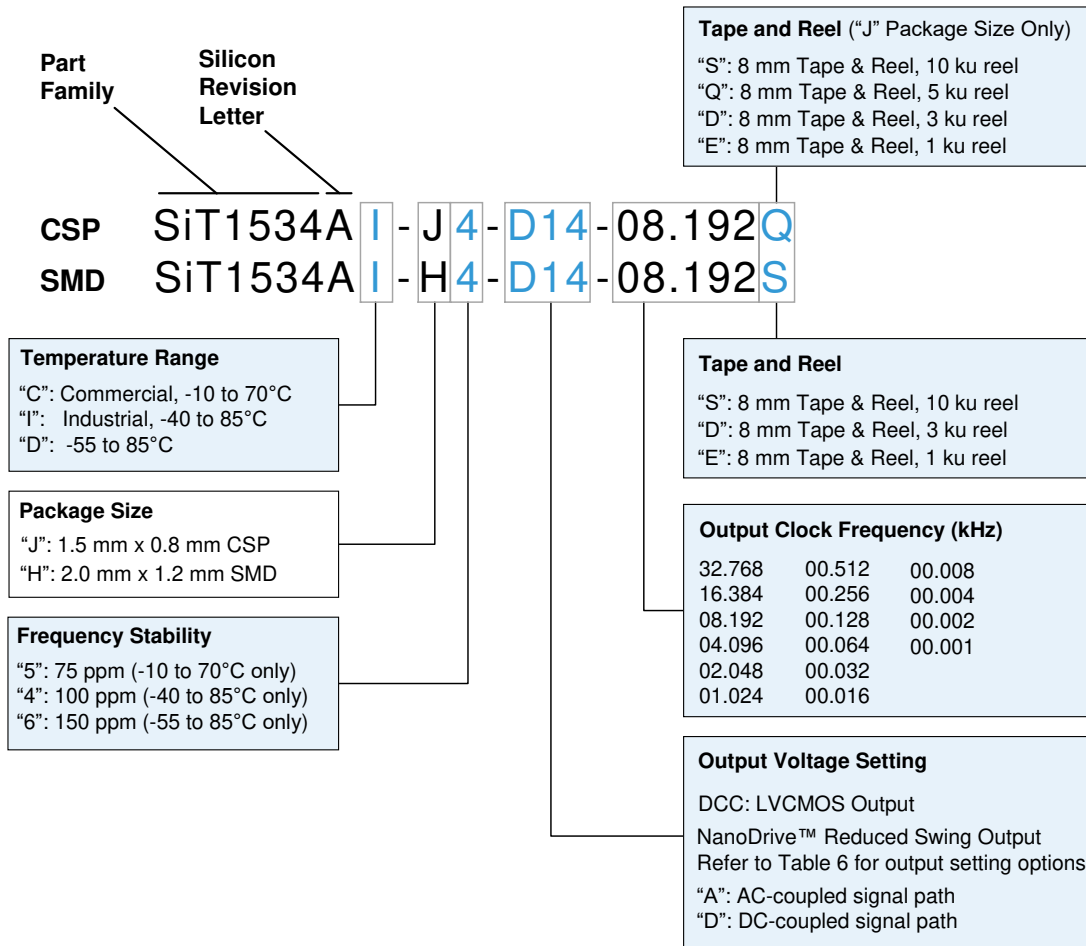 Part
Family
Silicon
Revision
Letter
Tape and Reel (“J” Package Size Only)
“S”: 8 mm Tape & Reel, 10 ku reel
“Q”: 8 mm Tape & Reel, 5 ku reel
“D”: 8 mm Tape & Reel, 3 ku reel
“E”: 8 mm Tape & Reel, 1 ku reel
CSP SiT1534A I - J 4 - D14 - 08.192 Q
SMD SiT1534A I - H 4 - D14 - 08.192 S
Temperature Range
“C”: Commercial, -10 to 70°C
“I”: Industrial, -40 to 85°C
“D”: -55 to 85°C
Package Size
“J”: 1.5 mm x 0.8 mm CSP
“H”: 2.0 mm x 1.2 mm SMD
Frequency Stability
“5”: 75 ppm (-10 to 70°C only)
“4”: 100 ppm (-40 to 85°C only)
“6”: 150 ppm (-55 to 85°C only)
Tape and Reel
“S”: 8 mm Tape & Reel, 10 ku reel
“D”: 8 mm Tape & Reel, 3 ku reel
“E”: 8 mm Tape & Reel, 1 ku reel
Output Clock Frequency (kHz)
32.768 00.512 00.008
16.384 00.256 00.004
08.192 00.128 00.002
04.096 00.064 00.001
02.048 00.032
01.024 00.016
Output Voltage Setting
DCC: LVCMOS Output
NanoDrive™ Reduced Swing Output
Refer to Table 6 for output setting options
“A”: AC-coupled signal path
“D”: DC-coupled signal path